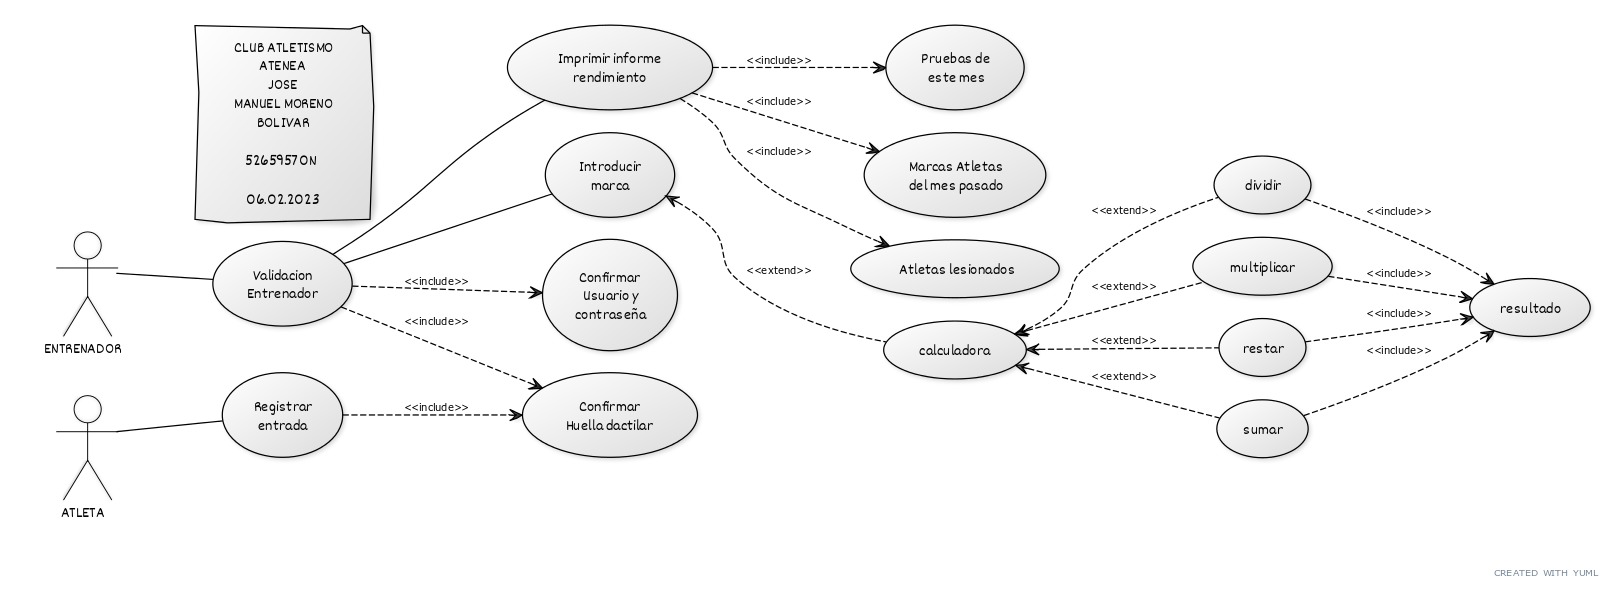 CLUB ATLETISMO
ATENEA
JOSE
MANUEL MORENO
BOLIVAR
52659570N
06.02.2023
ENTRENADOR
ATLETA
Validacion
Entrenador
Registrar
entrada
<<include>>
<<include>>
<<include>>
Imprimir informe
rendimiento
Introducir
marca
Confirmar
Usuario y
contraseña
Confirmar
Huella dactilar
<<include>>
<<include>>
<<include>>
<<extend>>
Pruebas de
este mes
Marcas Atletas
del mes pasado
Atletas lesionados
calculadora
<<extend>>
<<extend>>
<<extend>>
<<extend>>
dividir
multiplicar
restar
sumar
<<include>>
<<include>>
<<include>>
<<include>>
resultado
CREATED WITH YUML